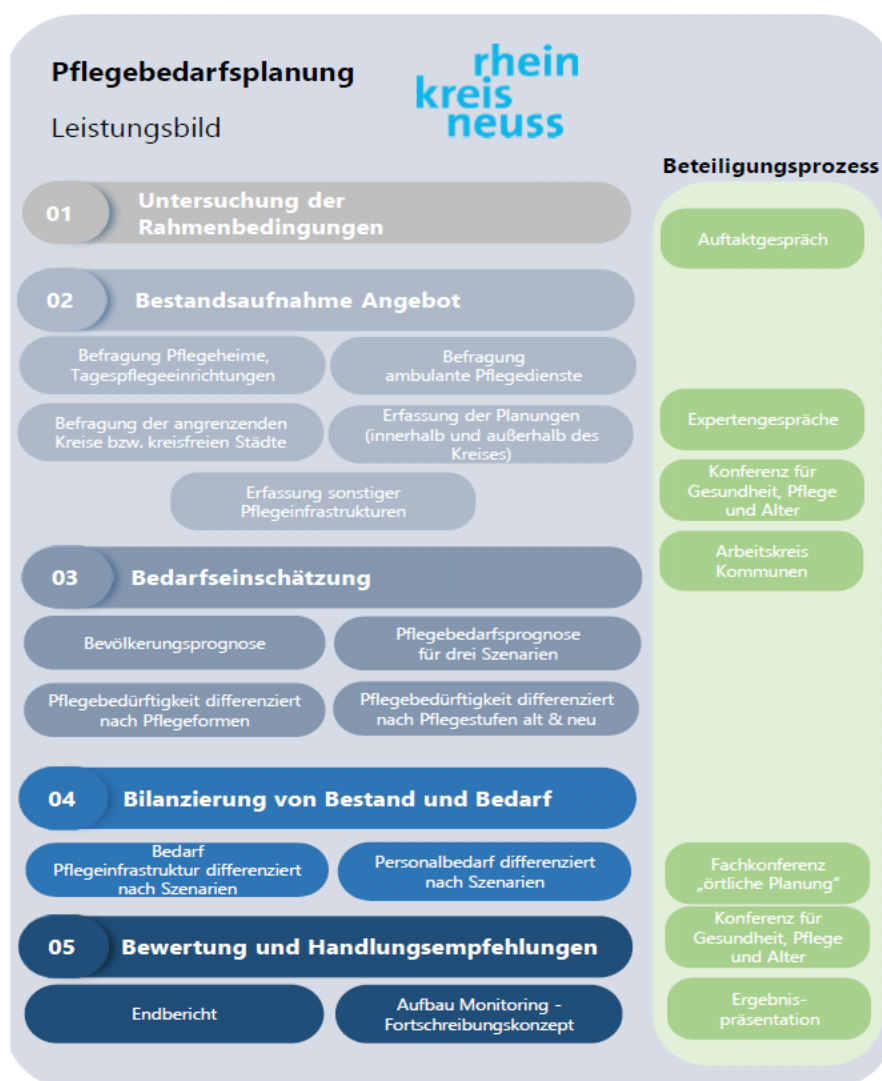 Pflegebedarfsplanung
Leistungsbild
rhein
kreis
neuss
Beteiligungsprozess
01
Untersuchung der
Rahmenbedingungen
Auftaktgespräch
02
Bestandsaufnahme Angebot
Befragung Pflegeheime,
Tagespflegeeinrichtungen
Befragung
ambulante Pflegedienste
Befragung der angrenzenden
Kreise bzw. kreisfreien Städte
Erfassung der Planungen
(innerhalb und außerhalb des
Kreises)
Expertengespräche
Erfassung sonstiger
Pflegeinfrastrukturen
Konferenz für
Gesundheit, Pflege
und Alter
03
Bedarfseinschätzung
Arbeitskreis
Kommunen
Bevölkerungsprognose
Pflegebedarfsprognose
für drei Szenarien
Pflegebedürftigkeit differenziert
nach Pflegeformen
Pflegebedürftigkeit differenziert
nach Pflegestufen alt & neu
04
Bilanzierung von Bestand und Bedarf
Bedarf
Pflegeinfrastruktur differenziert
nach Szenarien
Personalbedarf differenziert
nach Szenarien
Fachkonferenz
„örtliche Planung“
05
Bewertung und Handlungsempfehlungen
Konferenz für
Gesundheit, Pflege
und Alter
Endbericht
Aufbau Monitoring -
Fortschreibungskonzept
Ergebnis-
präsentation